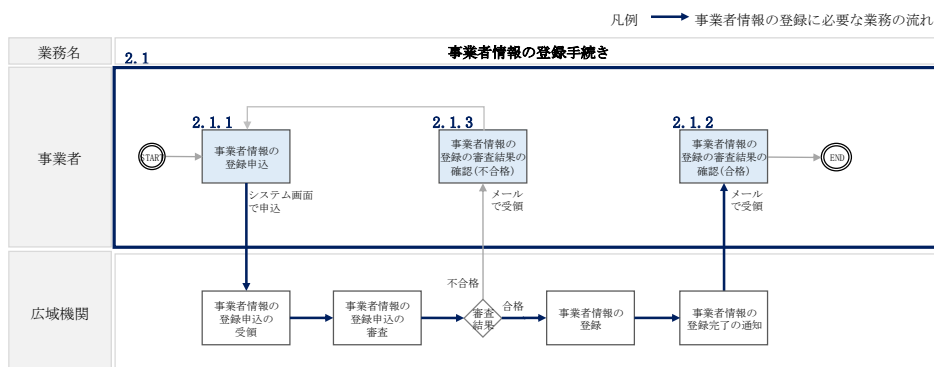 凡例 事業者情報の登録に必要な業務の流れ
業務名
2.1
事業者情報の登録手続き
事業者
START
2.1.1
事業者情報の
登録申込
2.1.3
事業者情報の
登録の審査結果の
確認(不合格)
2.1.2
事業者情報の
登録の審査結果の
確認(合格)
END
システム画面
で申込
メール
で受領
メール
で受領
広域機関
事業者情報の
登録申込の
受領
事業者情報の
登録申込の
審査
不合格
審査
結果
合格
事業者情報の
登録
事業者情報の
登録完了の通知